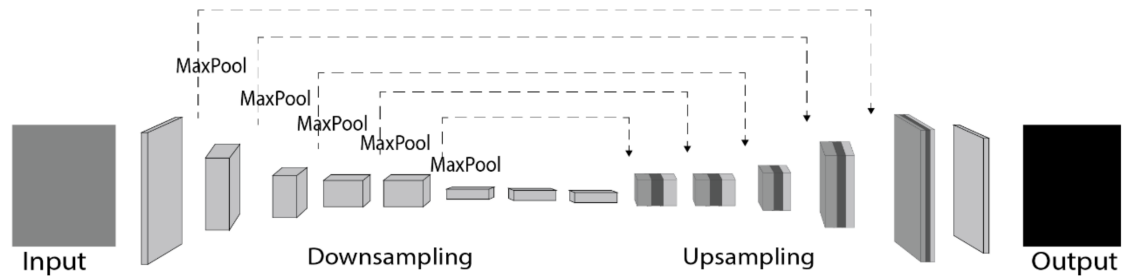 MaxPool
MaxPool
MaxPool
MaxPool
MaxPool
Input
Downsampling
Upsampling
Output